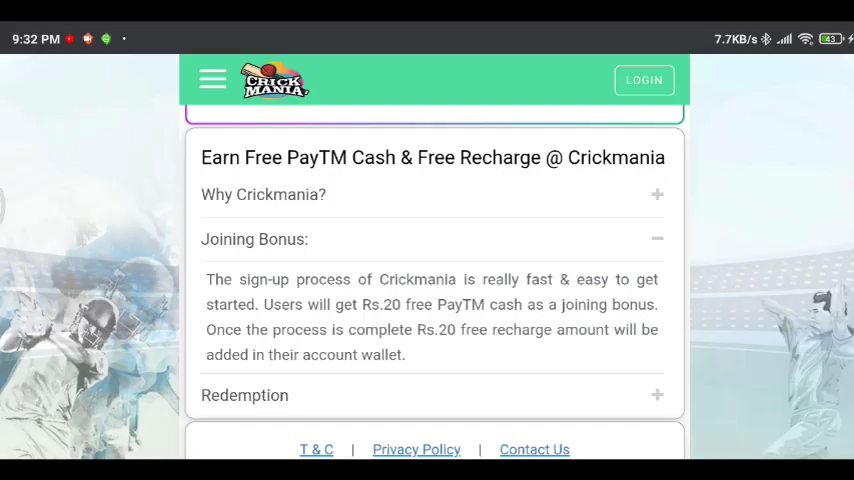 9:32 PM
7.7KB/s
43
CRICK
MANIA
LOGIN
Earn Free PayTM Cash & Free Recharge @ Crickmania
Why Crickmania?
Joining Bonus:
The sign-up process of Crickmania is really fast & easy to get
started. Users will get Rs.20 free PayTM cash as a joining bonus.
Once the process is complete Rs.20 free recharge amount will be
added in their account wallet.
Redemption
T & C | Privacy Policy | Contact Us